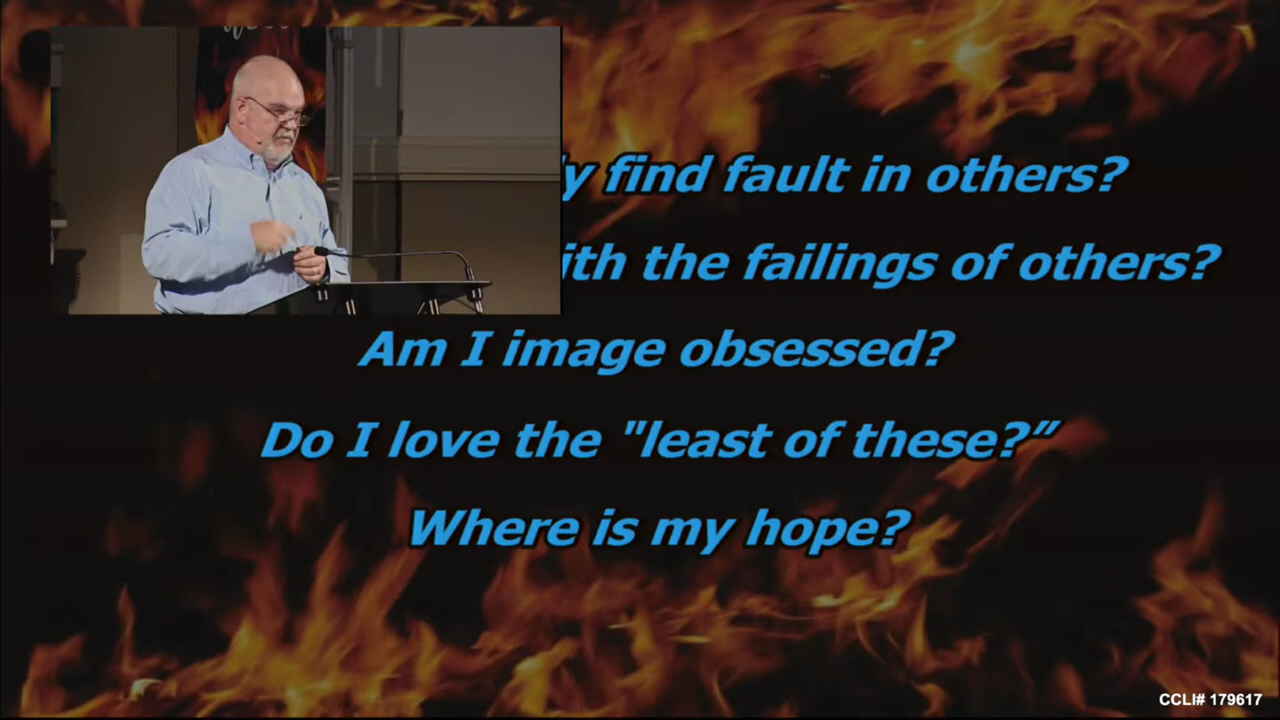 find fault in others?
the failings of others?
Am I image obsessed?
Do I love the "least of these?”
Where is my hope?
CCLI# 179617